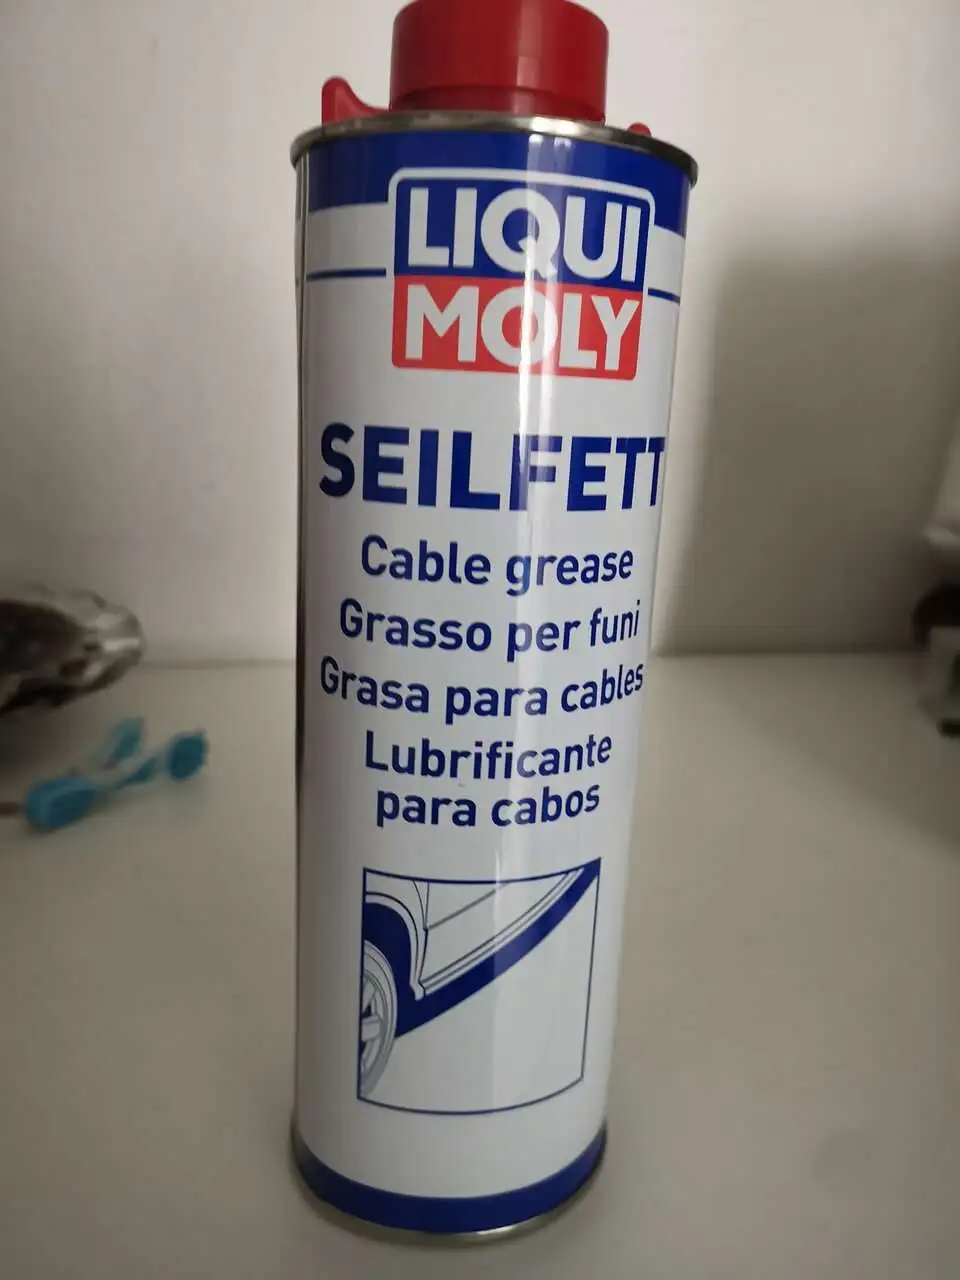 LIQUI
MOLY
SEILFETT
Cable grease
Grasso per funi
Grasa para cables
Lubrificante
para cabos